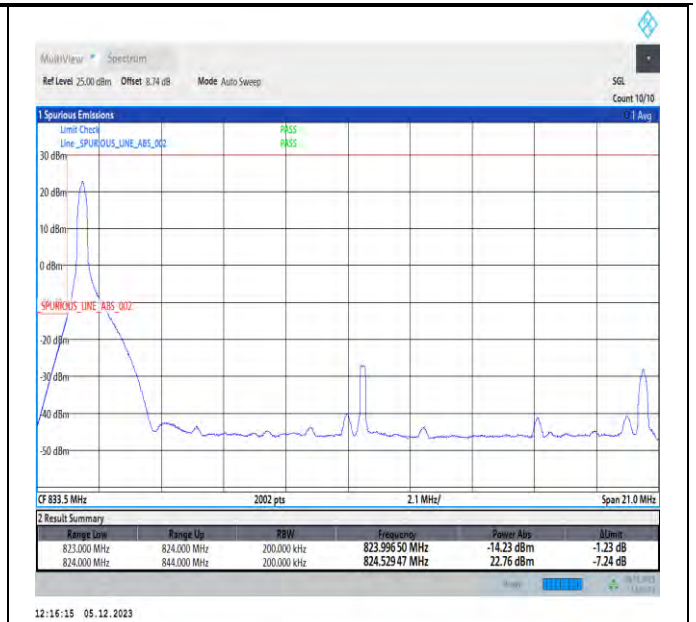 MultiView Spectrum
Ref Level 25.00 dBm Offset 8.74 dB Mode Auto Sweep SGL
Count 10/10
1 Spurious Emissions 1 Avg
Limit Check PASS
Line _SPURIOUS_LINE_ABS_002 PASS
30 dBm
20 dBm
10 dBm
0 dBm
_SPURIOUS_LINE_ABS_002
-20 dBm
-30 dBm
-40 dBm
-50 dBm
CF 833.5 MHz 2002 pts 2.1 MHz/ Span 21.0 MHz
2 Result Summary
Range Low Range Up RBW Frequency Power Abs ΔLimit
823.000 MHz 824.000 MHz 200.000 kHz 823.996 50 MHz -14.23 dBm -1.23 dB
824.000 MHz 844.000 MHz 200.000 kHz 824.529 47 MHz 22.76 dBm -7.24 dB
12:16:15 05.12.2023